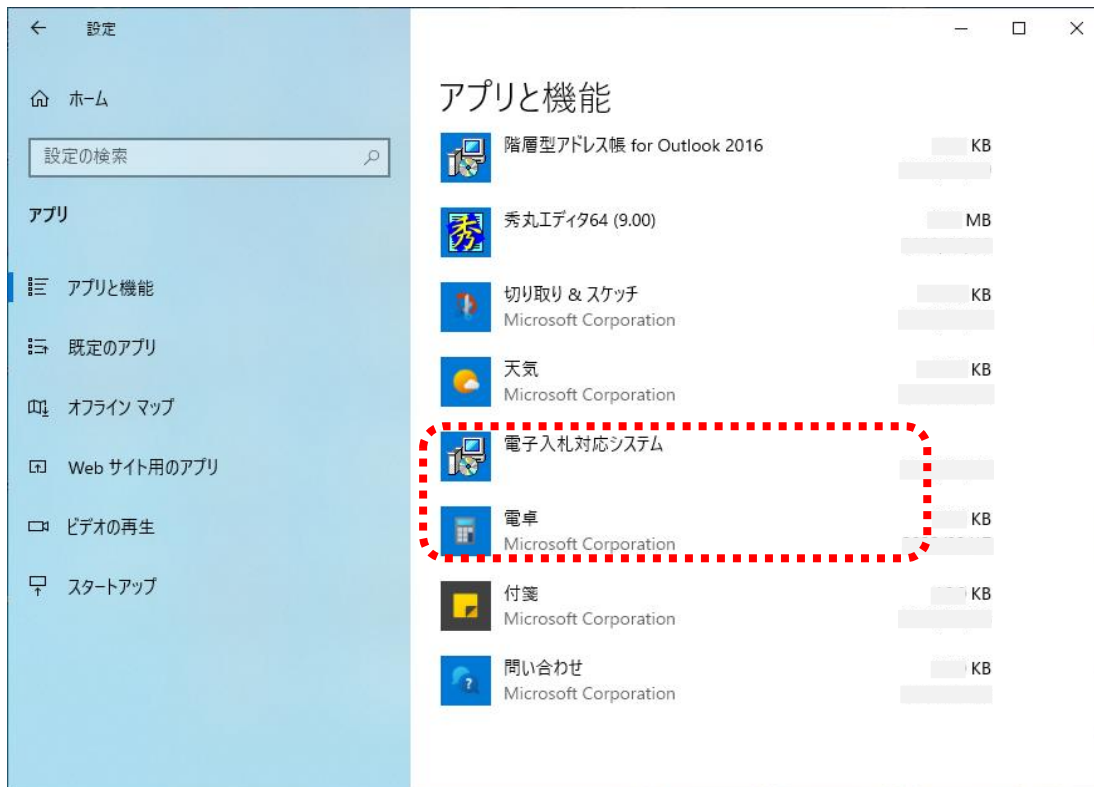 設定
ホーム
設定の検索
アプリ
アプリと機能
既定のアプリ
オフライン マップ
Web サイト用のアプリ
ビデオの再生
スタートアップ
アプリと機能
階層型アドレス帳 for Outlook 2016 KB
秀丸エディタ64 (9.00) MB
切り取り & スケッチ KB
Microsoft Corporation
天気 KB
Microsoft Corporation
電子入札対応システム
電卓 KB
Microsoft Corporation
付箋 KB
Microsoft Corporation
問い合わせ KB
Microsoft Corporation